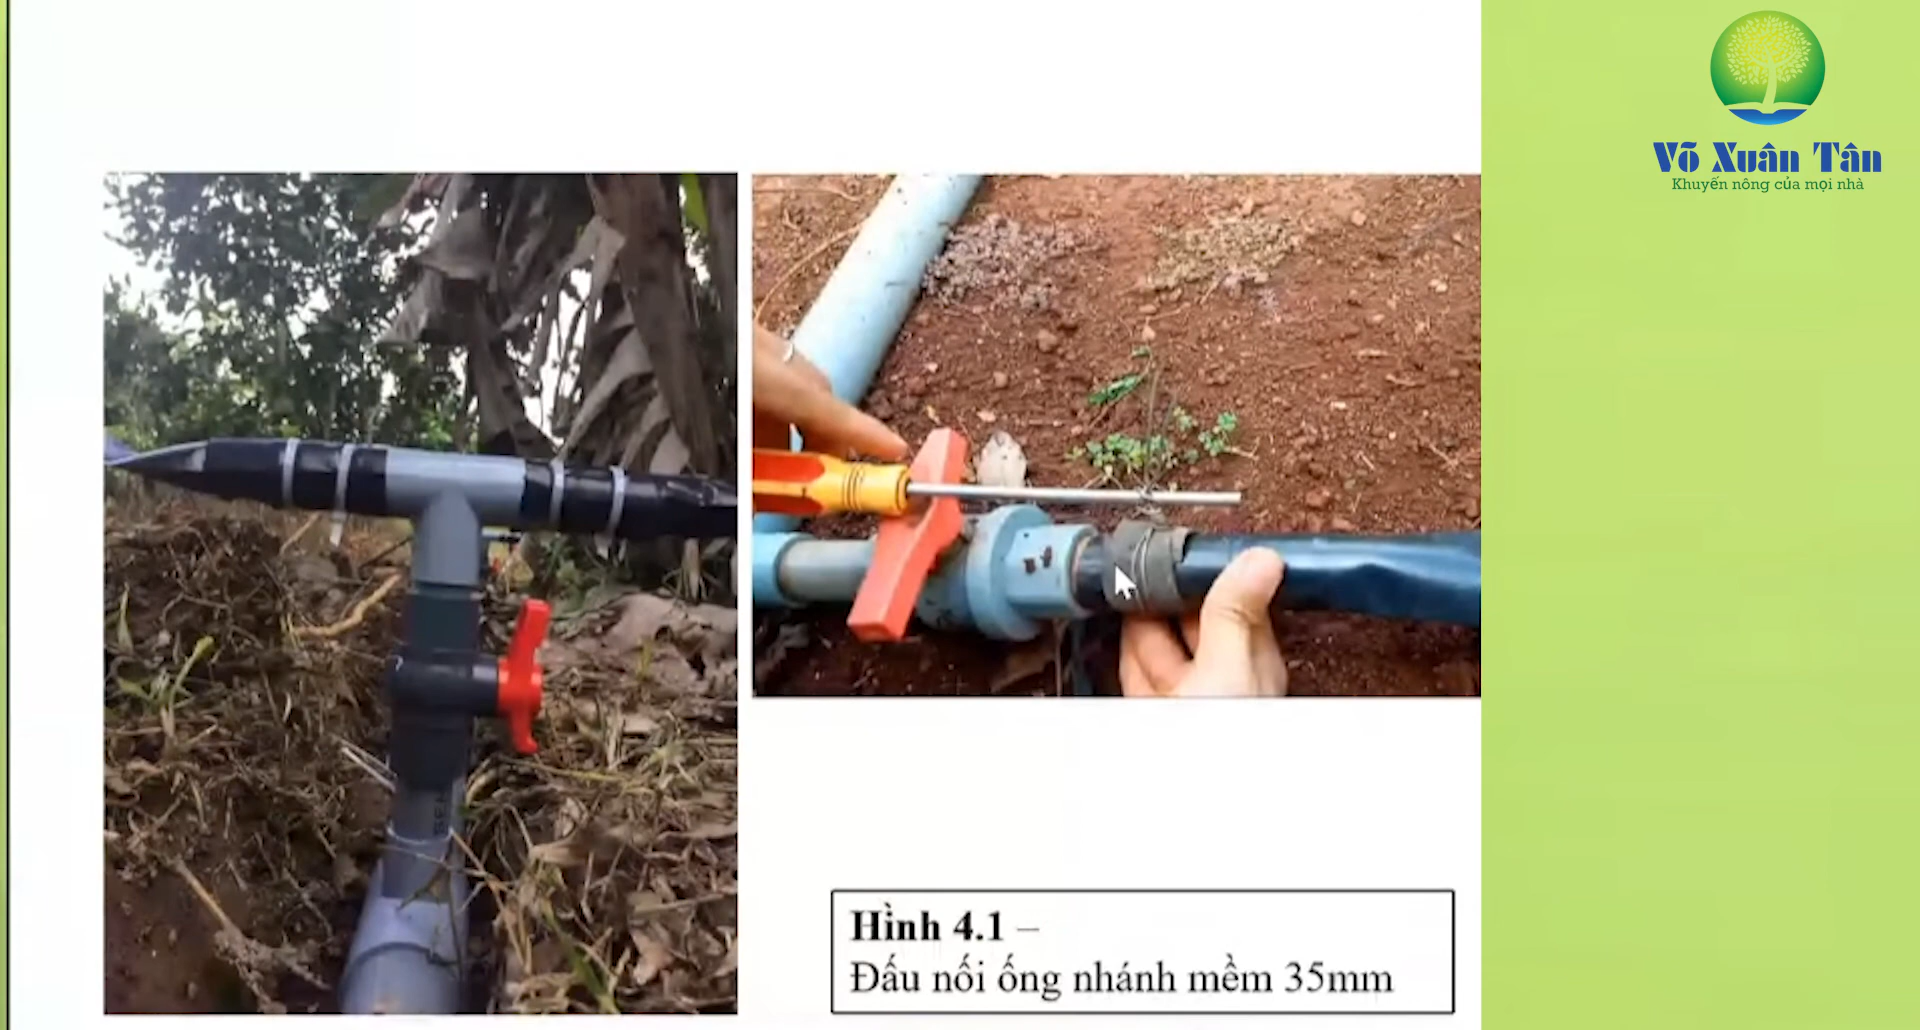 Võ Xuân Tân
Khuyến nông của mọi nhà
Hình 4.1 –
Đấu nối ống nhánh mềm 35mm